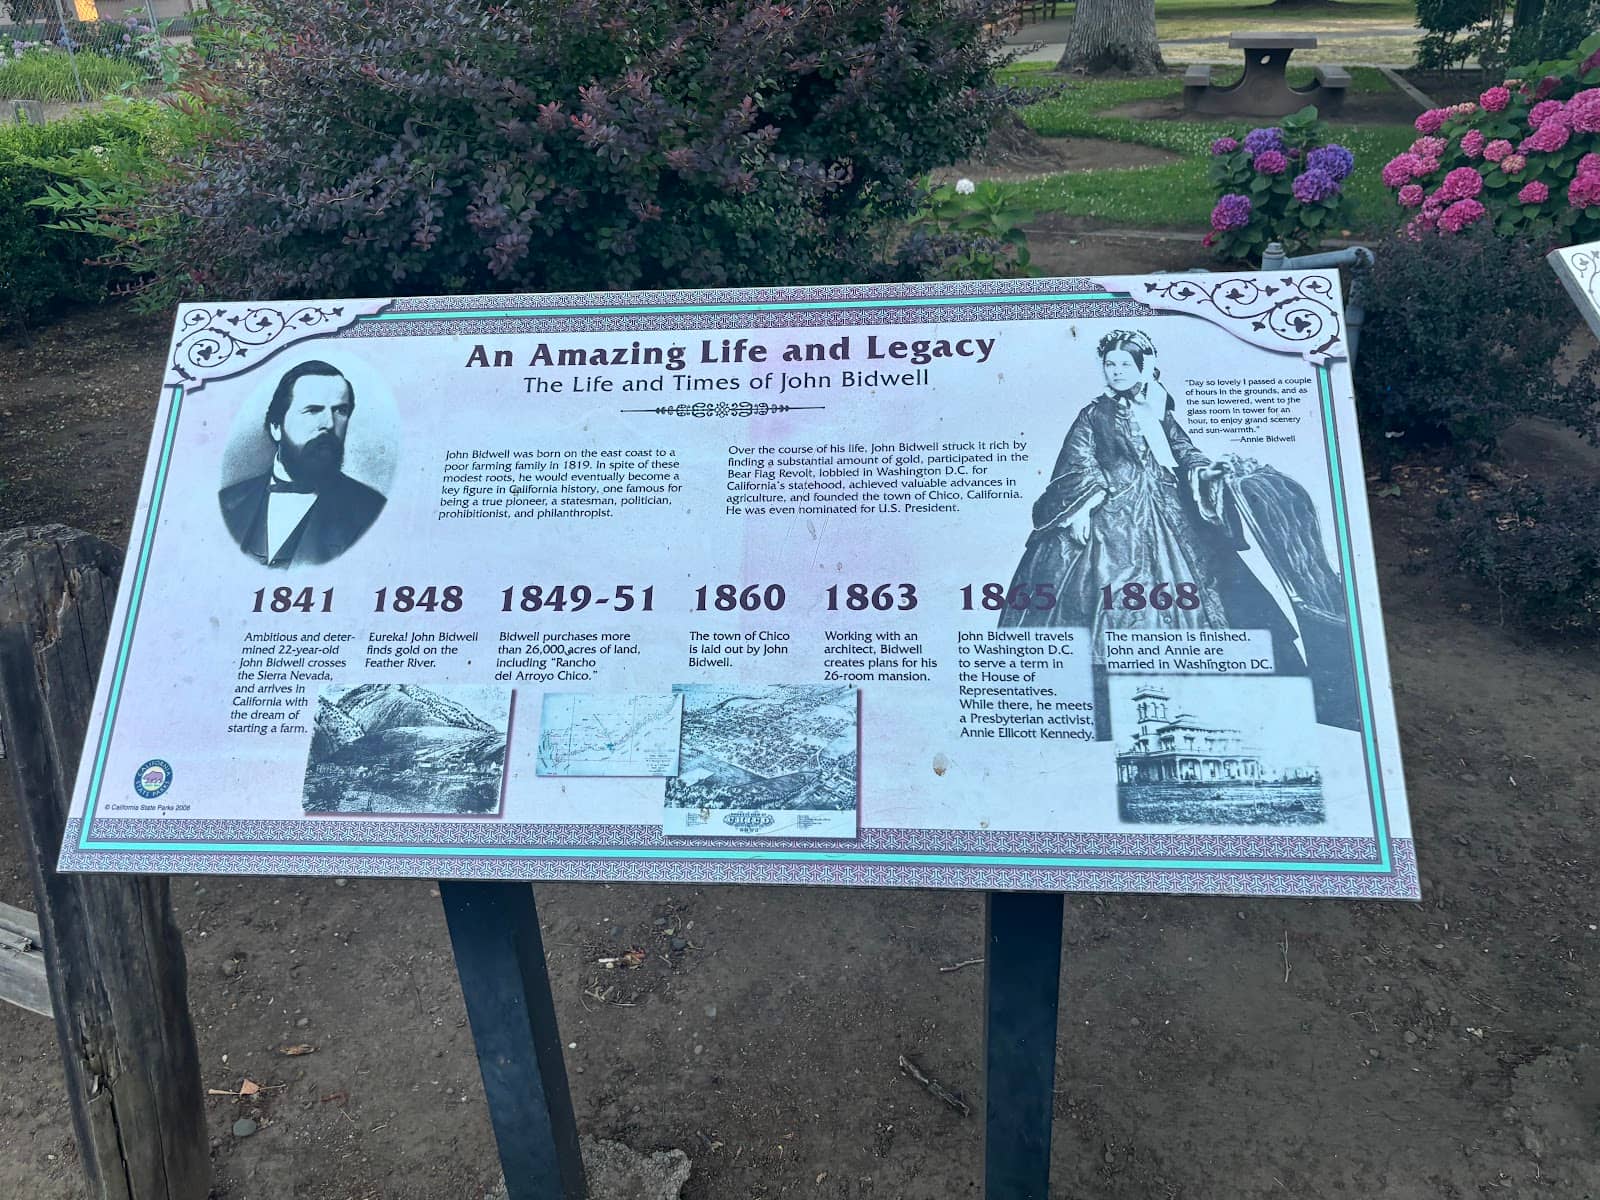 An Amazing Life and Legacy
The Life and Times of John Bidwell
John Bidwell was born on the east coast to a
poor farming family in 1819. In spite of these
modest roots, he would eventually become a
key figure in California history, one famous for
being a true pioneer, a statesman, politician,
prohibitionist, and philanthropist.
Over the course of his life, John Bidwell struck it rich by
finding a substantial amount of gold, participated in the
Bear Flag Revolt, lobbied in Washington D.C. for
California's statehood, achieved valuable advances in
agriculture, and founded the town of Chico, California.
He was even nominated for U.S. President.
"Day so lovely I passed a couple
of hours in the grounds, and as
the sun lowered, went to the
glass room in tower for an
hour, to enjoy grand scenery
and sun-warmth."
—Annie Bidwell
1841
Ambitious and deter-
mined 22-year-old
John Bidwell crosses
the Sierra Nevada,
and arrives in
California with
the dream of
starting a farm.
1848
Eureka! John Bidwell
finds gold on the
Feather River.
1849-51
Bidwell purchases more
than 26,000 acres of land,
including "Rancho
del Arroyo Chico."
1860
The town of Chico
is laid out by John
Bidwell.
1863
Working with an
architect, Bidwell
creates plans for his
26-room mansion.
1865
John Bidwell travels
to Washington D.C.
to serve a term in
the House of
Representatives.
While there, he meets
a Presbyterian activist,
Annie Ellicott Kennedy.
1868
The mansion is finished.
John and Annie are
married in Washington DC.
CHICO
CALIFORNIA
STATE PARKS
© California State Parks 2008